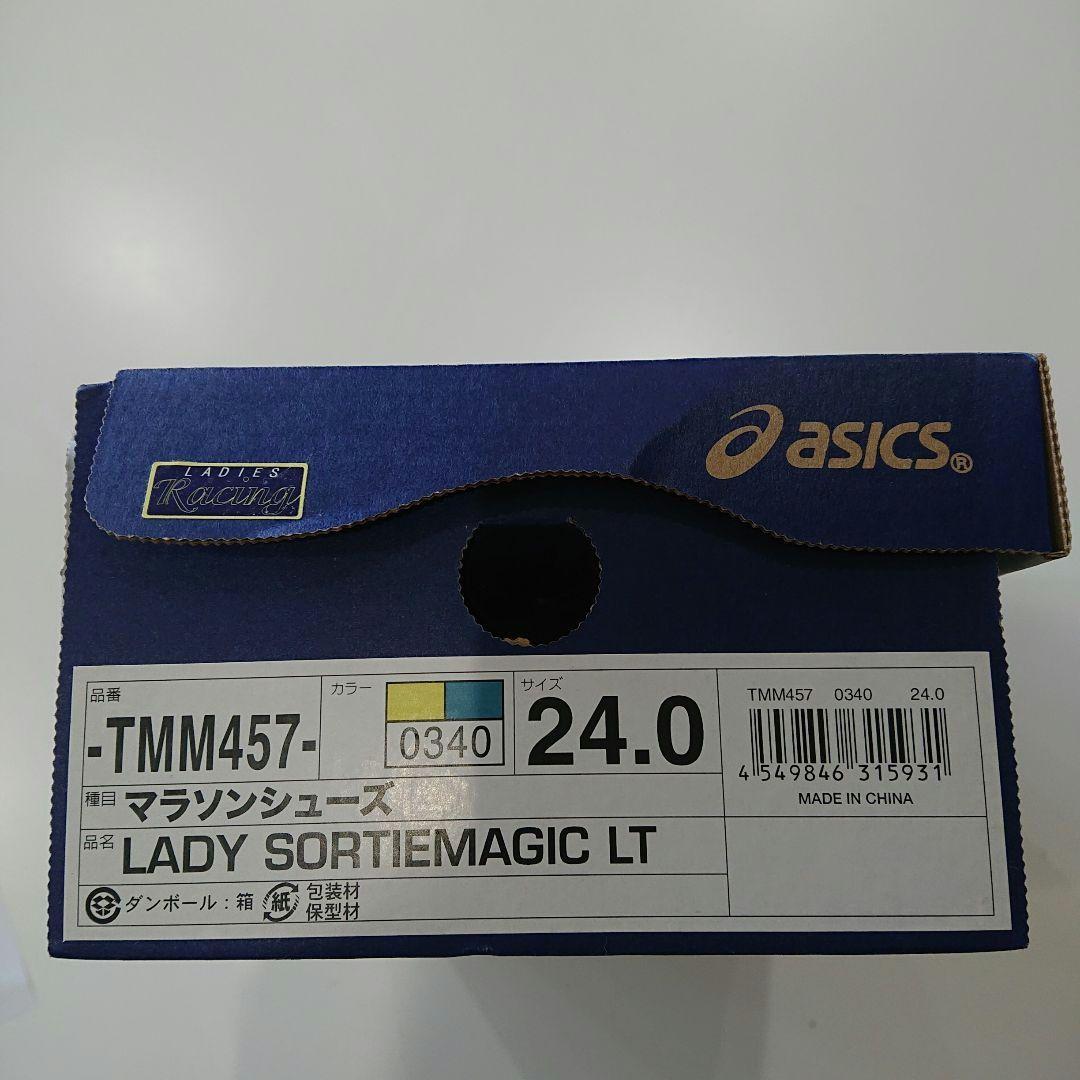 LADIES
Racing
asics®
品番
-TMM457-
カラー
0340
サイズ
24.0
種目 マラソンシューズ
品名 LADY SORTIEMAGIC LT
ダンボール：箱 紙 包装材
保型材
TMM457 0340 24.0
4 549846 315931
MADE IN CHINA